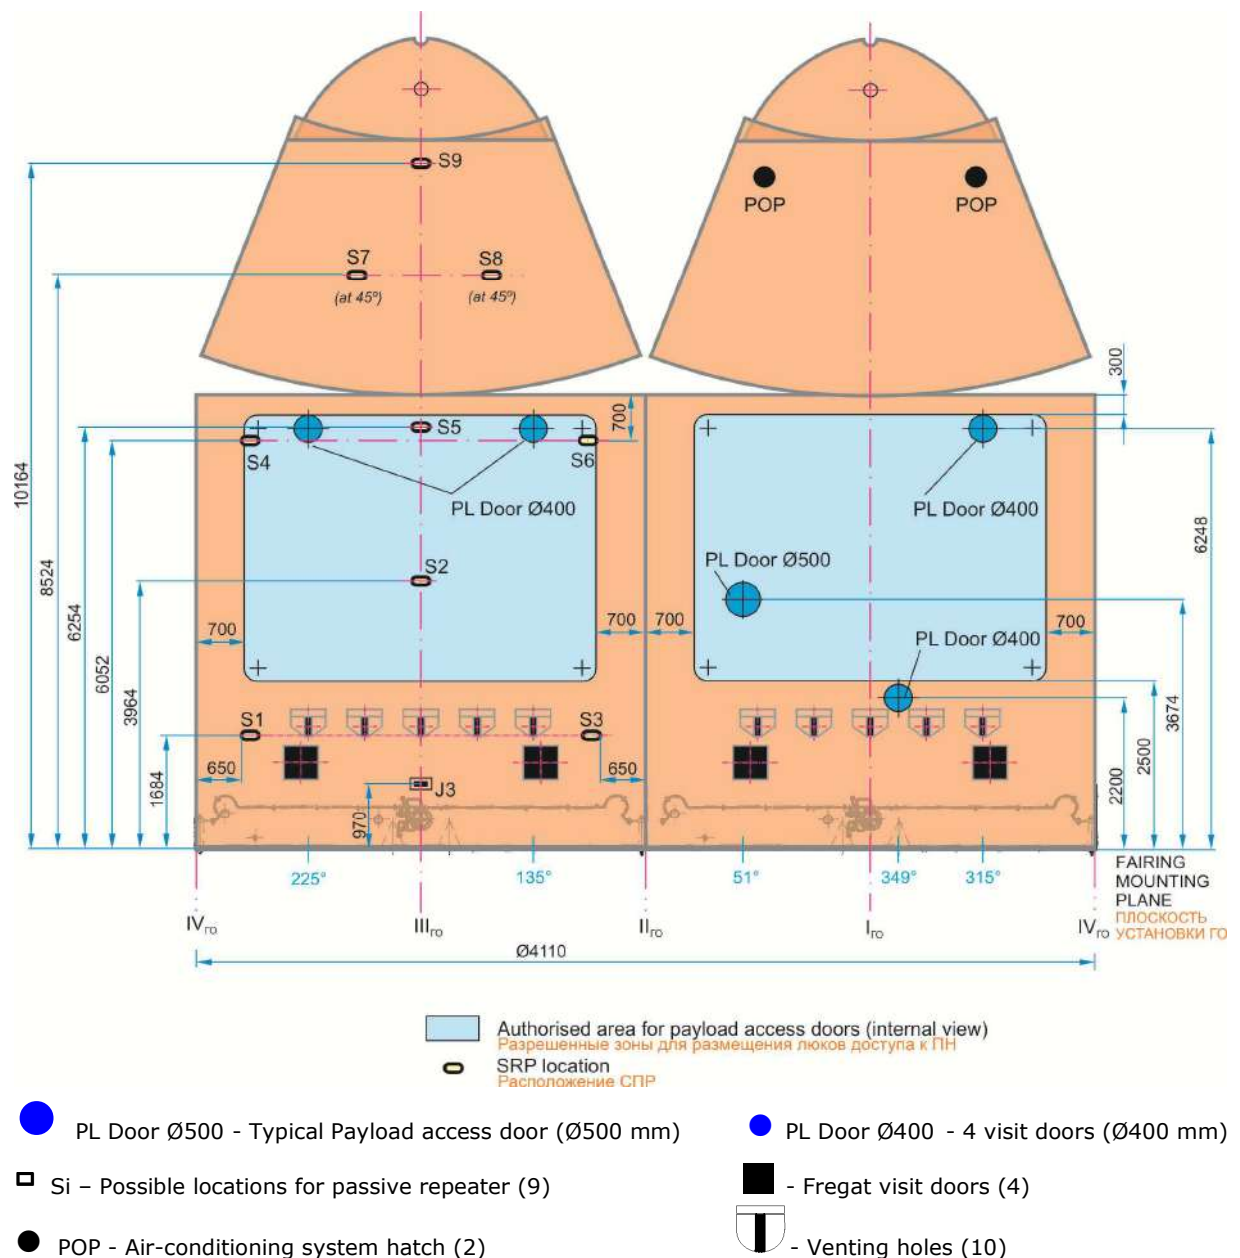 S9
POP
POP
S7
S8
(at 45º)
(at 45º)
300
700
S5
S4
S6
PL Door Ø400
PL Door Ø400
10164
8524
6254
6052
3964
6248
S2
PL Door Ø500
700
700
700
700
PL Door Ø400
S1
S3
650
650
1684
J3
970
3674
2500
2200
225°
135°
51°
349°
315°
FAIRING
MOUNTING
PLANE
ПЛОСКОСТЬ
УСТАНОВКИ ГО
IVго
IIIго
IIго
Iго
IVго
Ø4110
Authorised area for payload access doors (internal view)
Разрешенные зоны для размещения люков доступа к ПН
SRP location
Расположение СПР
PL Door Ø500 - Typical Payload access door (Ø500 mm)
PL Door Ø400 - 4 visit doors (Ø400 mm)
Si – Possible locations for passive repeater (9)
- Fregat visit doors (4)
POP - Air-conditioning system hatch (2)
- Venting holes (10)